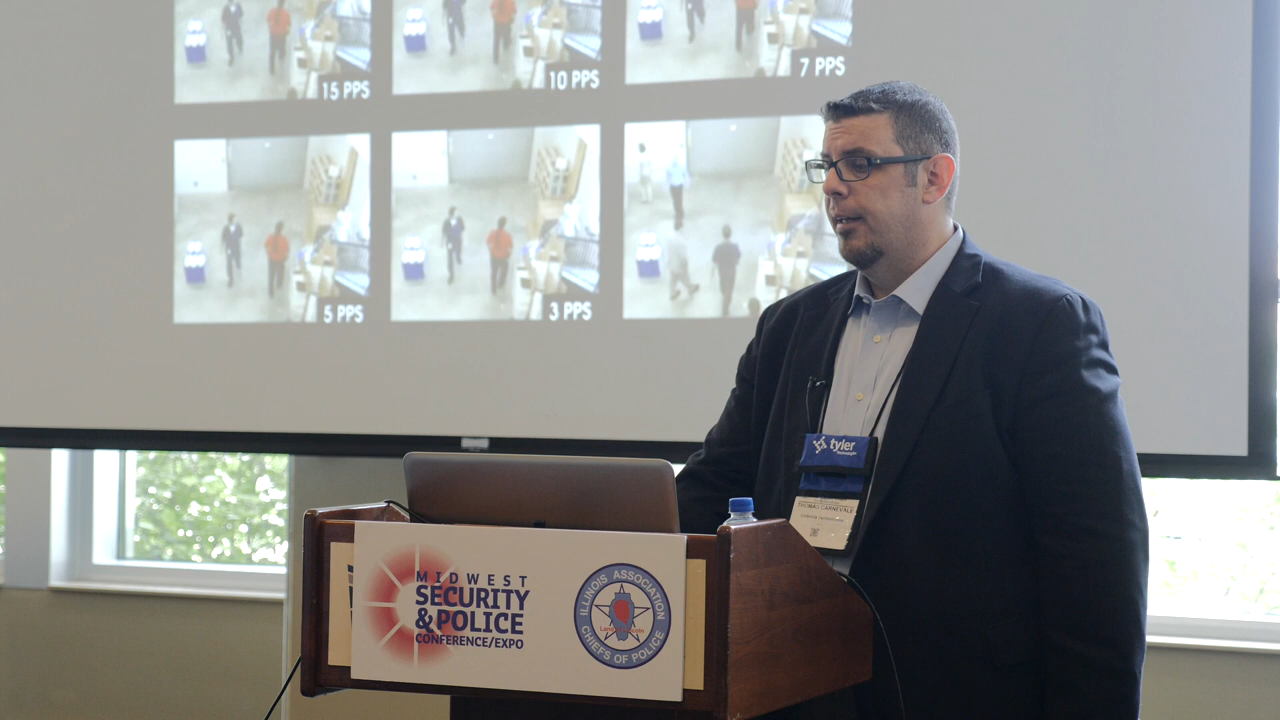 15 PPS
10 PPS
7 PPS
5 PPS
3 PPS
tyler
technologies
THOMAS CARNEVALE
MIDWEST
SECURITY
&POLICE
CONFERENCE/EXPO
ILLINOIS ASSOCIATION
CHIEFS OF POLICE